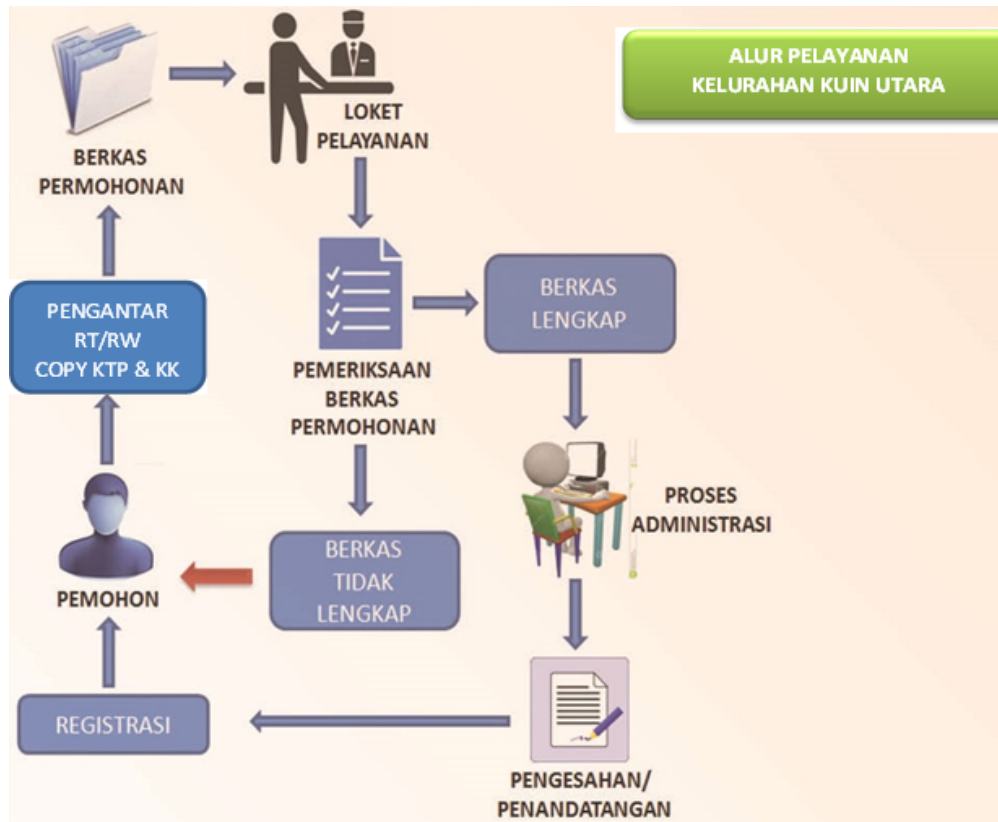 ALUR PELAYANAN
KELURAHAN KUIN UTARA
BERKAS
PERMOHONAN
LOKET
PELAYANAN
PENGANTAR
RT/RW
COPY KTP & KK
PEMERIKSAAN
BERKAS
PERMOHONAN
BERKAS
LENGKAP
PROSES
ADMINISTRASI
PEMOHON
BERKAS
TIDAK
LENGKAP
REGISTRASI
PENGESAHAN/
PENANDATANGAN